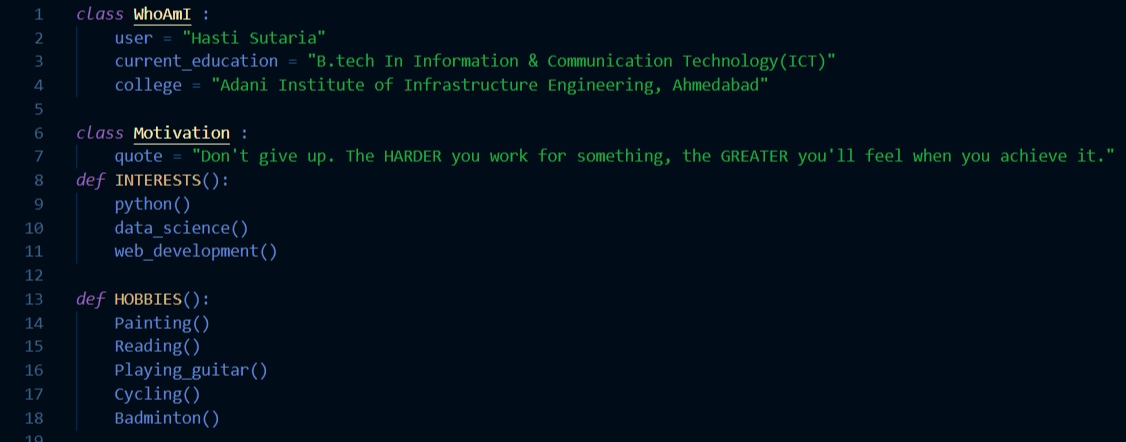 1 class WhoAmI :
2 user = "Hasti Sutaria"
3 current_education = "B.tech In Information & Communication Technology(ICT)"
4 college = "Adani Institute of Infrastructure Engineering, Ahmedabad"
5
6 class Motivation :
7 quote = "Don't give up. The HARDER you work for something, the GREATER you'll feel when you achieve it."
8 def INTERESTS():
9 python()
10 data_science()
11 web_development()
12
13 def HOBBIES():
14 Painting()
15 Reading()
16 Playing_guitar()
17 Cycling()
18 Badminton()
19